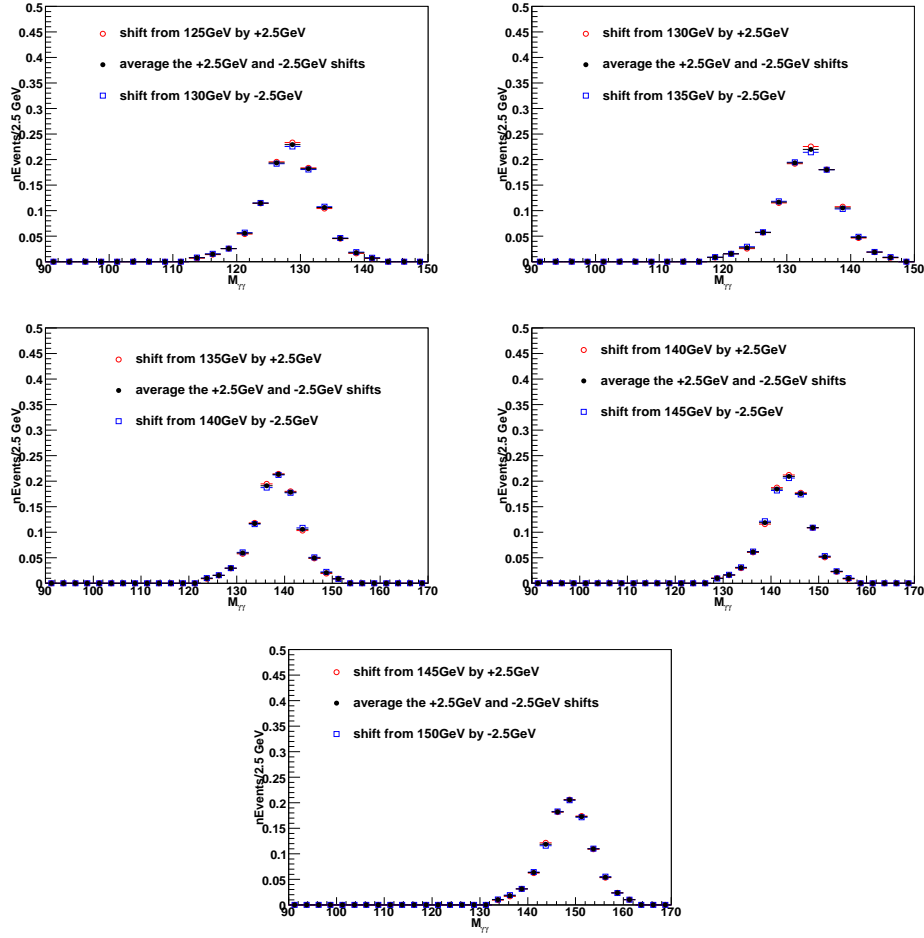 nEvents/2.5 GeV
0.5
0.45
0.4
0.35
0.3
0.25
0.2
0.15
0.1
0.05
0
shift from 125GeV by +2.5GeV
average the +2.5GeV and -2.5GeV shifts
shift from 130GeV by -2.5GeV
90 100 110 120 130 140 150
Mγγ
nEvents/2.5 GeV
0.5
0.45
0.4
0.35
0.3
0.25
0.2
0.15
0.1
0.05
0
shift from 130GeV by +2.5GeV
average the +2.5GeV and -2.5GeV shifts
shift from 135GeV by -2.5GeV
90 100 110 120 130 140 150
Mγγ
nEvents/2.5 GeV
0.5
0.45
0.4
0.35
0.3
0.25
0.2
0.15
0.1
0.05
0
shift from 135GeV by +2.5GeV
average the +2.5GeV and -2.5GeV shifts
shift from 140GeV by -2.5GeV
90 100 110 120 130 140 150 160 170
Mγγ
nEvents/2.5 GeV
0.5
0.45
0.4
0.35
0.3
0.25
0.2
0.15
0.1
0.05
0
shift from 140GeV by +2.5GeV
average the +2.5GeV and -2.5GeV shifts
shift from 145GeV by -2.5GeV
90 100 110 120 130 140 150 160 170
Mγγ
nEvents/2.5 GeV
0.5
0.45
0.4
0.35
0.3
0.25
0.2
0.15
0.1
0.05
0
shift from 145GeV by +2.5GeV
average the +2.5GeV and -2.5GeV shifts
shift from 150GeV by -2.5GeV
90 100 110 120 130 140 150 160 170
Mγγ